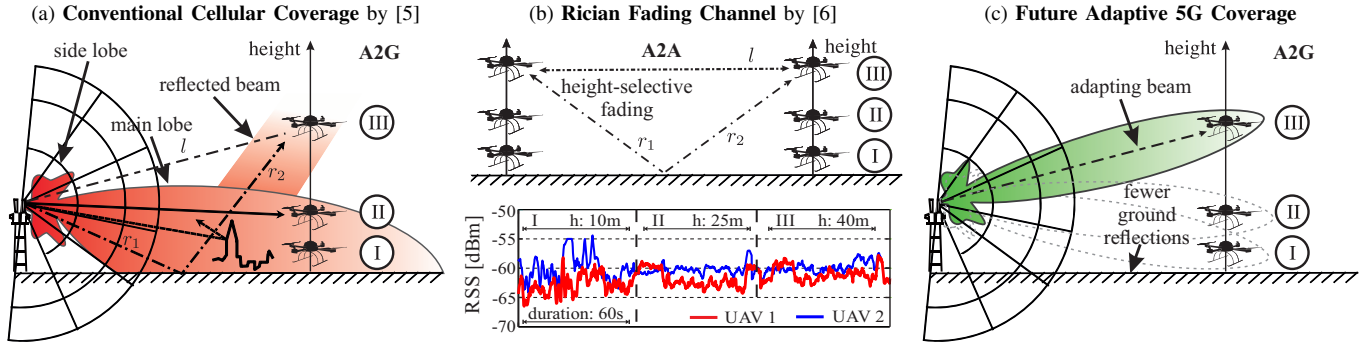 (a) Conventional Cellular Coverage by [5]
side lobe
height
A2G
reflected beam
main lobe
l
r2
r1
III
II
I
(b) Rician Fading Channel by [6]
A2A
l
height
height-selective
fading
r1
r2
III
II
I
RSS [dBm]
-50
-55
-60
-65
-70
I h: 10m
II h: 25m
III h: 40m
duration: 60s
UAV 1
UAV 2
(c) Future Adaptive 5G Coverage
height
A2G
adapting beam
III
fewer
ground
reflections
II
I